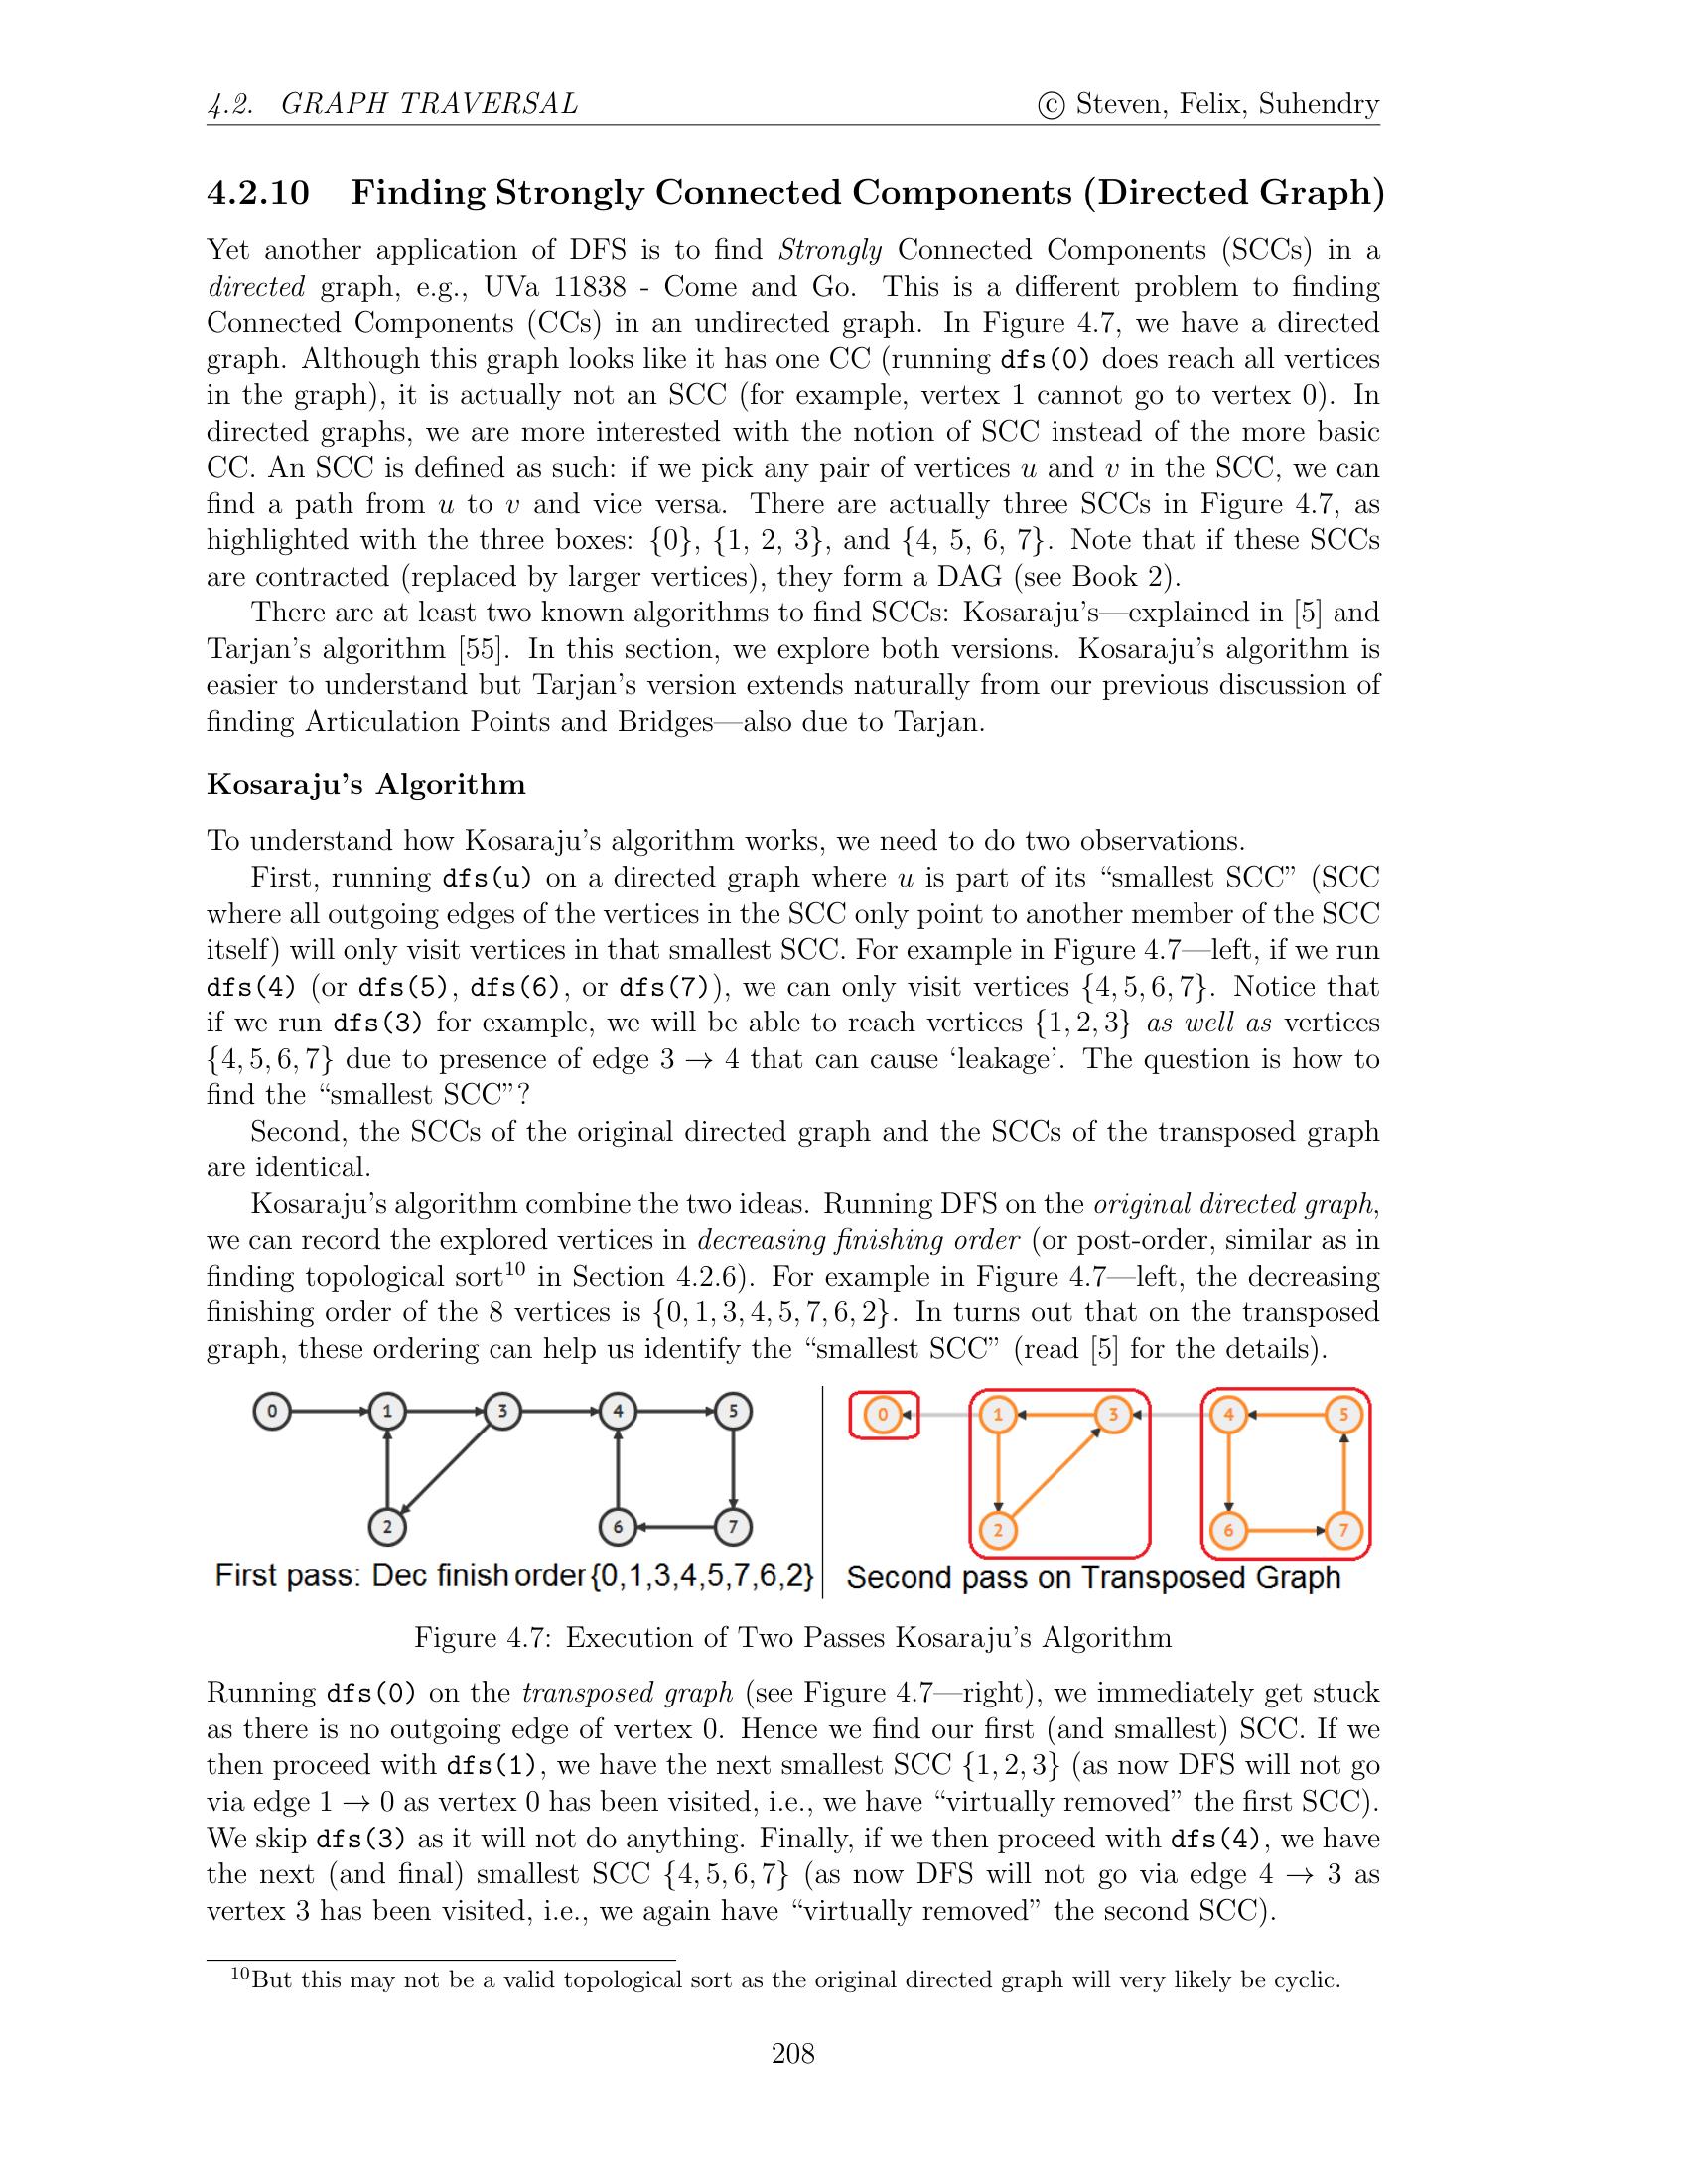 4.2. GRAPH TRAVERSAL © Steven, Felix, Suhendry
4.2.10 Finding Strongly Connected Components (Directed Graph)
Yet another application of DFS is to find Strongly Connected Components (SCCs) in a
directed graph, e.g., UVa 11838 - Come and Go. This is a different problem to finding
Connected Components (CCs) in an undirected graph. In Figure 4.7, we have a directed
graph. Although this graph looks like it has one CC (running dfs(0) does reach all vertices
in the graph), it is actually not an SCC (for example, vertex 1 cannot go to vertex 0). In
directed graphs, we are more interested with the notion of SCC instead of the more basic
CC. An SCC is defined as such: if we pick any pair of vertices u and v in the SCC, we can
find a path from u to v and vice versa. There are actually three SCCs in Figure 4.7, as
highlighted with the three boxes: {0}, {1, 2, 3}, and {4, 5, 6, 7}. Note that if these SCCs
are contracted (replaced by larger vertices), they form a DAG (see Book 2).
There are at least two known algorithms to find SCCs: Kosaraju's—explained in [5] and
Tarjan's algorithm [55]. In this section, we explore both versions. Kosaraju's algorithm is
easier to understand but Tarjan's version extends naturally from our previous discussion of
finding Articulation Points and Bridges—also due to Tarjan.
Kosaraju's Algorithm
To understand how Kosaraju's algorithm works, we need to do two observations.
First, running dfs(u) on a directed graph where u is part of its “smallest SCC” (SCC
where all outgoing edges of the vertices in the SCC only point to another member of the SCC
itself) will only visit vertices in that smallest SCC. For example in Figure 4.7—left, if we run
dfs(4) (or dfs(5), dfs(6), or dfs(7)), we can only visit vertices {4, 5, 6, 7}. Notice that
if we run dfs(3) for example, we will be able to reach vertices {1, 2, 3} as well as vertices
{4, 5, 6, 7} due to presence of edge 3 → 4 that can cause ‘leakage’. The question is how to
find the “smallest SCC”?
Second, the SCCs of the original directed graph and the SCCs of the transposed graph
are identical.
Kosaraju's algorithm combine the two ideas. Running DFS on the original directed graph,
we can record the explored vertices in decreasing finishing order (or post-order, similar as in
finding topological sort¹⁰ in Section 4.2.6). For example in Figure 4.7—left, the decreasing
finishing order of the 8 vertices is {0, 1, 3, 4, 5, 7, 6, 2}. In turns out that on the transposed
graph, these ordering can help us identify the “smallest SCC” (read [5] for the details).
0 1 3 4 5
2 6 7
First pass: Dec finish order {0,1,3,4,5,7,6,2}
0 1 3 4 5
2 6 7
Second pass on Transposed Graph
Figure 4.7: Execution of Two Passes Kosaraju's Algorithm
Running dfs(0) on the transposed graph (see Figure 4.7—right), we immediately get stuck
as there is no outgoing edge of vertex 0. Hence we find our first (and smallest) SCC. If we
then proceed with dfs(1), we have the next smallest SCC {1, 2, 3} (as now DFS will not go
via edge 1 → 0 as vertex 0 has been visited, i.e., we have “virtually removed” the first SCC).
We skip dfs(3) as it will not do anything. Finally, if we then proceed with dfs(4), we have
the next (and final) smallest SCC {4, 5, 6, 7} (as now DFS will not go via edge 4 → 3 as
vertex 3 has been visited, i.e., we again have “virtually removed” the second SCC).
¹⁰But this may not be a valid topological sort as the original directed graph will very likely be cyclic.
208